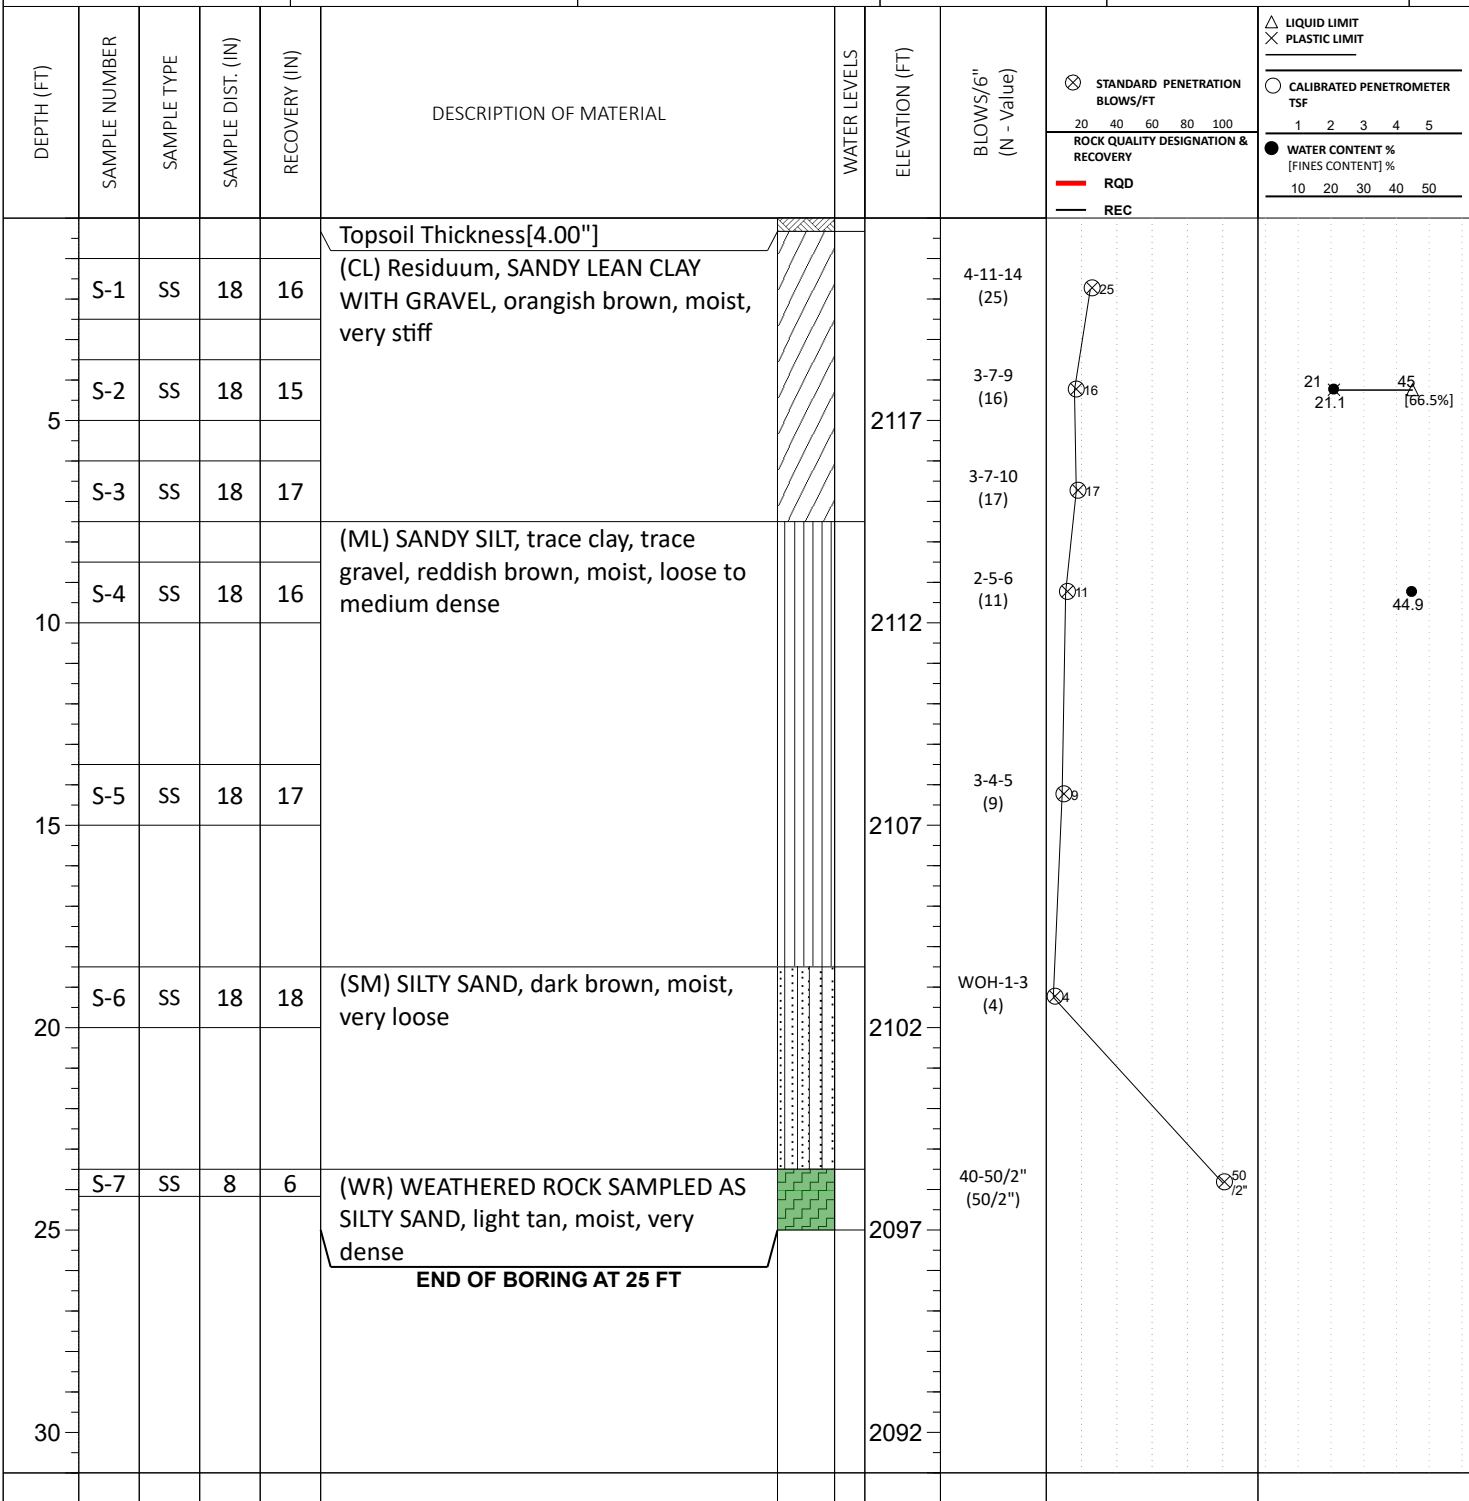 DEPTH (FT)
SAMPLE NUMBER
SAMPLE TYPE
SAMPLE DIST. (IN)
RECOVERY (IN)
DESCRIPTION OF MATERIAL
WATER LEVELS
ELEVATION (FT)
BLOWS/6"
(N - Value)
STANDARD PENETRATION
BLOWS/FT
20 40 60 80 100
ROCK QUALITY DESIGNATION &
RECOVERY
RQD
REC
LIQUID LIMIT
PLASTIC LIMIT
CALIBRATED PENETROMETER
TSF
1 2 3 4 5
WATER CONTENT %
[FINES CONTENT] %
10 20 30 40 50
Topsoil Thickness[4.00"]
(CL) Residuum, SANDY LEAN CLAY
WITH GRAVEL, orangish brown, moist,
very stiff
S-1 SS 18 16
4-11-14
(25)
25
S-2 SS 18 15
3-7-9
(16)
16
21 45
21.1 [66.5%]
5 2117
S-3 SS 18 17
3-7-10
(17)
17
(ML) SANDY SILT, trace clay, trace
gravel, reddish brown, moist, loose to
medium dense
S-4 SS 18 16
2-5-6
(11)
11
44.9
10 2112
S-5 SS 18 17
3-4-5
(9)
9
15 2107
(SM) SILTY SAND, dark brown, moist,
very loose
S-6 SS 18 18
WOH-1-3
(4)
4
20 2102
S-7 SS 8 6
(WR) WEATHERED ROCK SAMPLED AS
SILTY SAND, light tan, moist, very
dense
40-50/2"
(50/2")
50
/2"
25 2097
END OF BORING AT 25 FT
30 2092